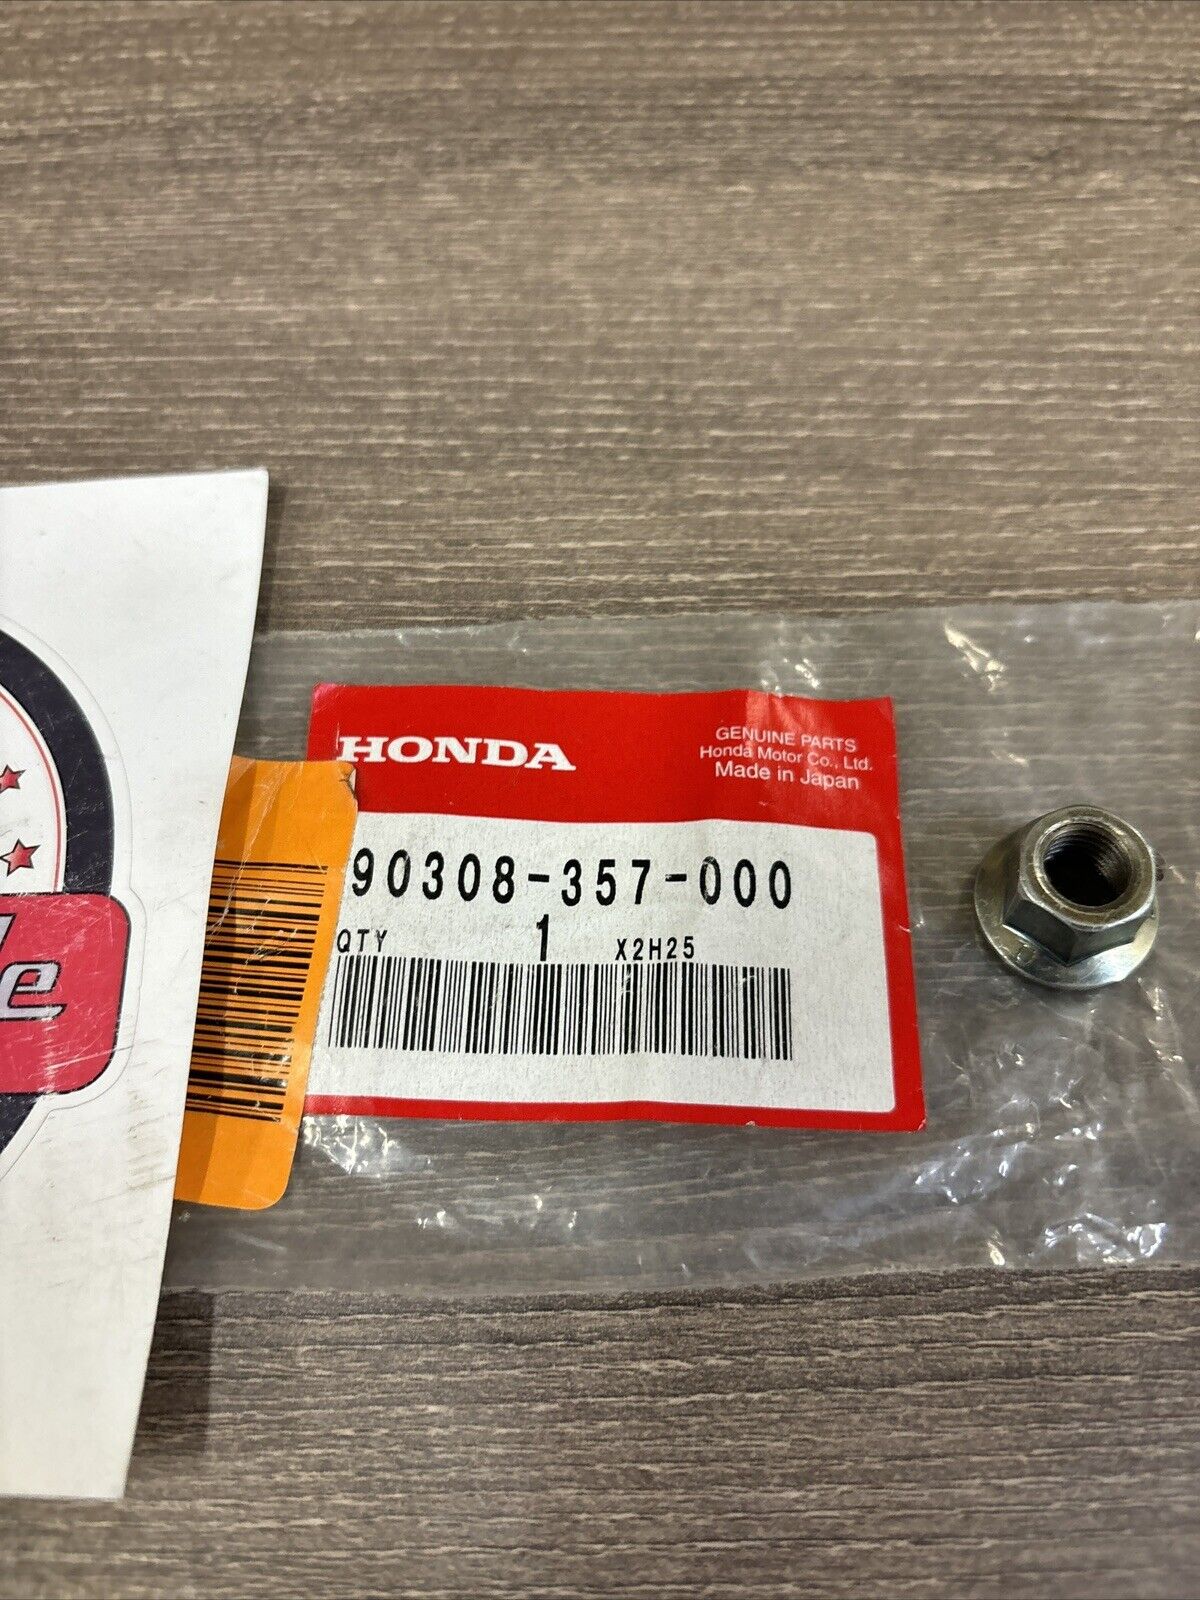 HONDA
GENUINE PARTS
Honda Motor Co., Ltd.
Made in Japan
90308-357-000
QTY 1 X2H25